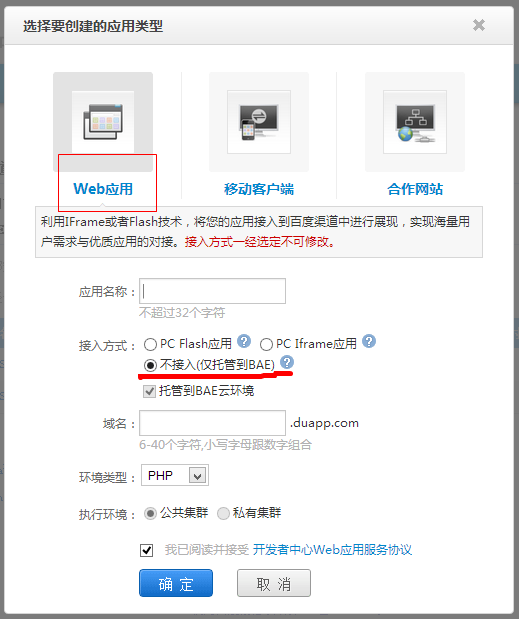 选择要创建的应用类型
Web应用
移动客户端
合作网站
利用IFrame或者Flash技术，将您的应用接入到百度渠道中进行展现，实现海量用
户需求与优质应用的对接。接入方式一经选定不可修改。
应用名称：
不超过32个字符
接入方式： PC Flash应用 ? PC Iframe应用 ?
不接入(仅托管到BAE) ?
托管到BAE云环境
域名： .duapp.com
6-40个字符,小写字母跟数字组合
环境类型： PHP
执行环境： 公共集群 私有集群
我已阅读并接受 开发者中心Web应用服务协议
确 定 取 消